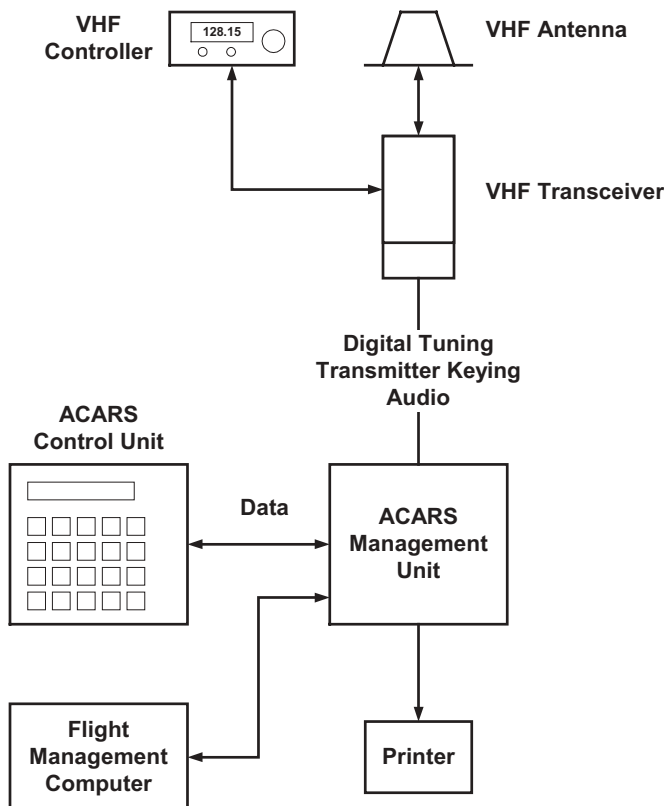 VHF
Controller
128.15
VHF Antenna
VHF Transceiver
Digital Tuning
Transmitter Keying
Audio
ACARS
Control Unit
Data
ACARS
Management
Unit
Flight
Management
Computer
Printer